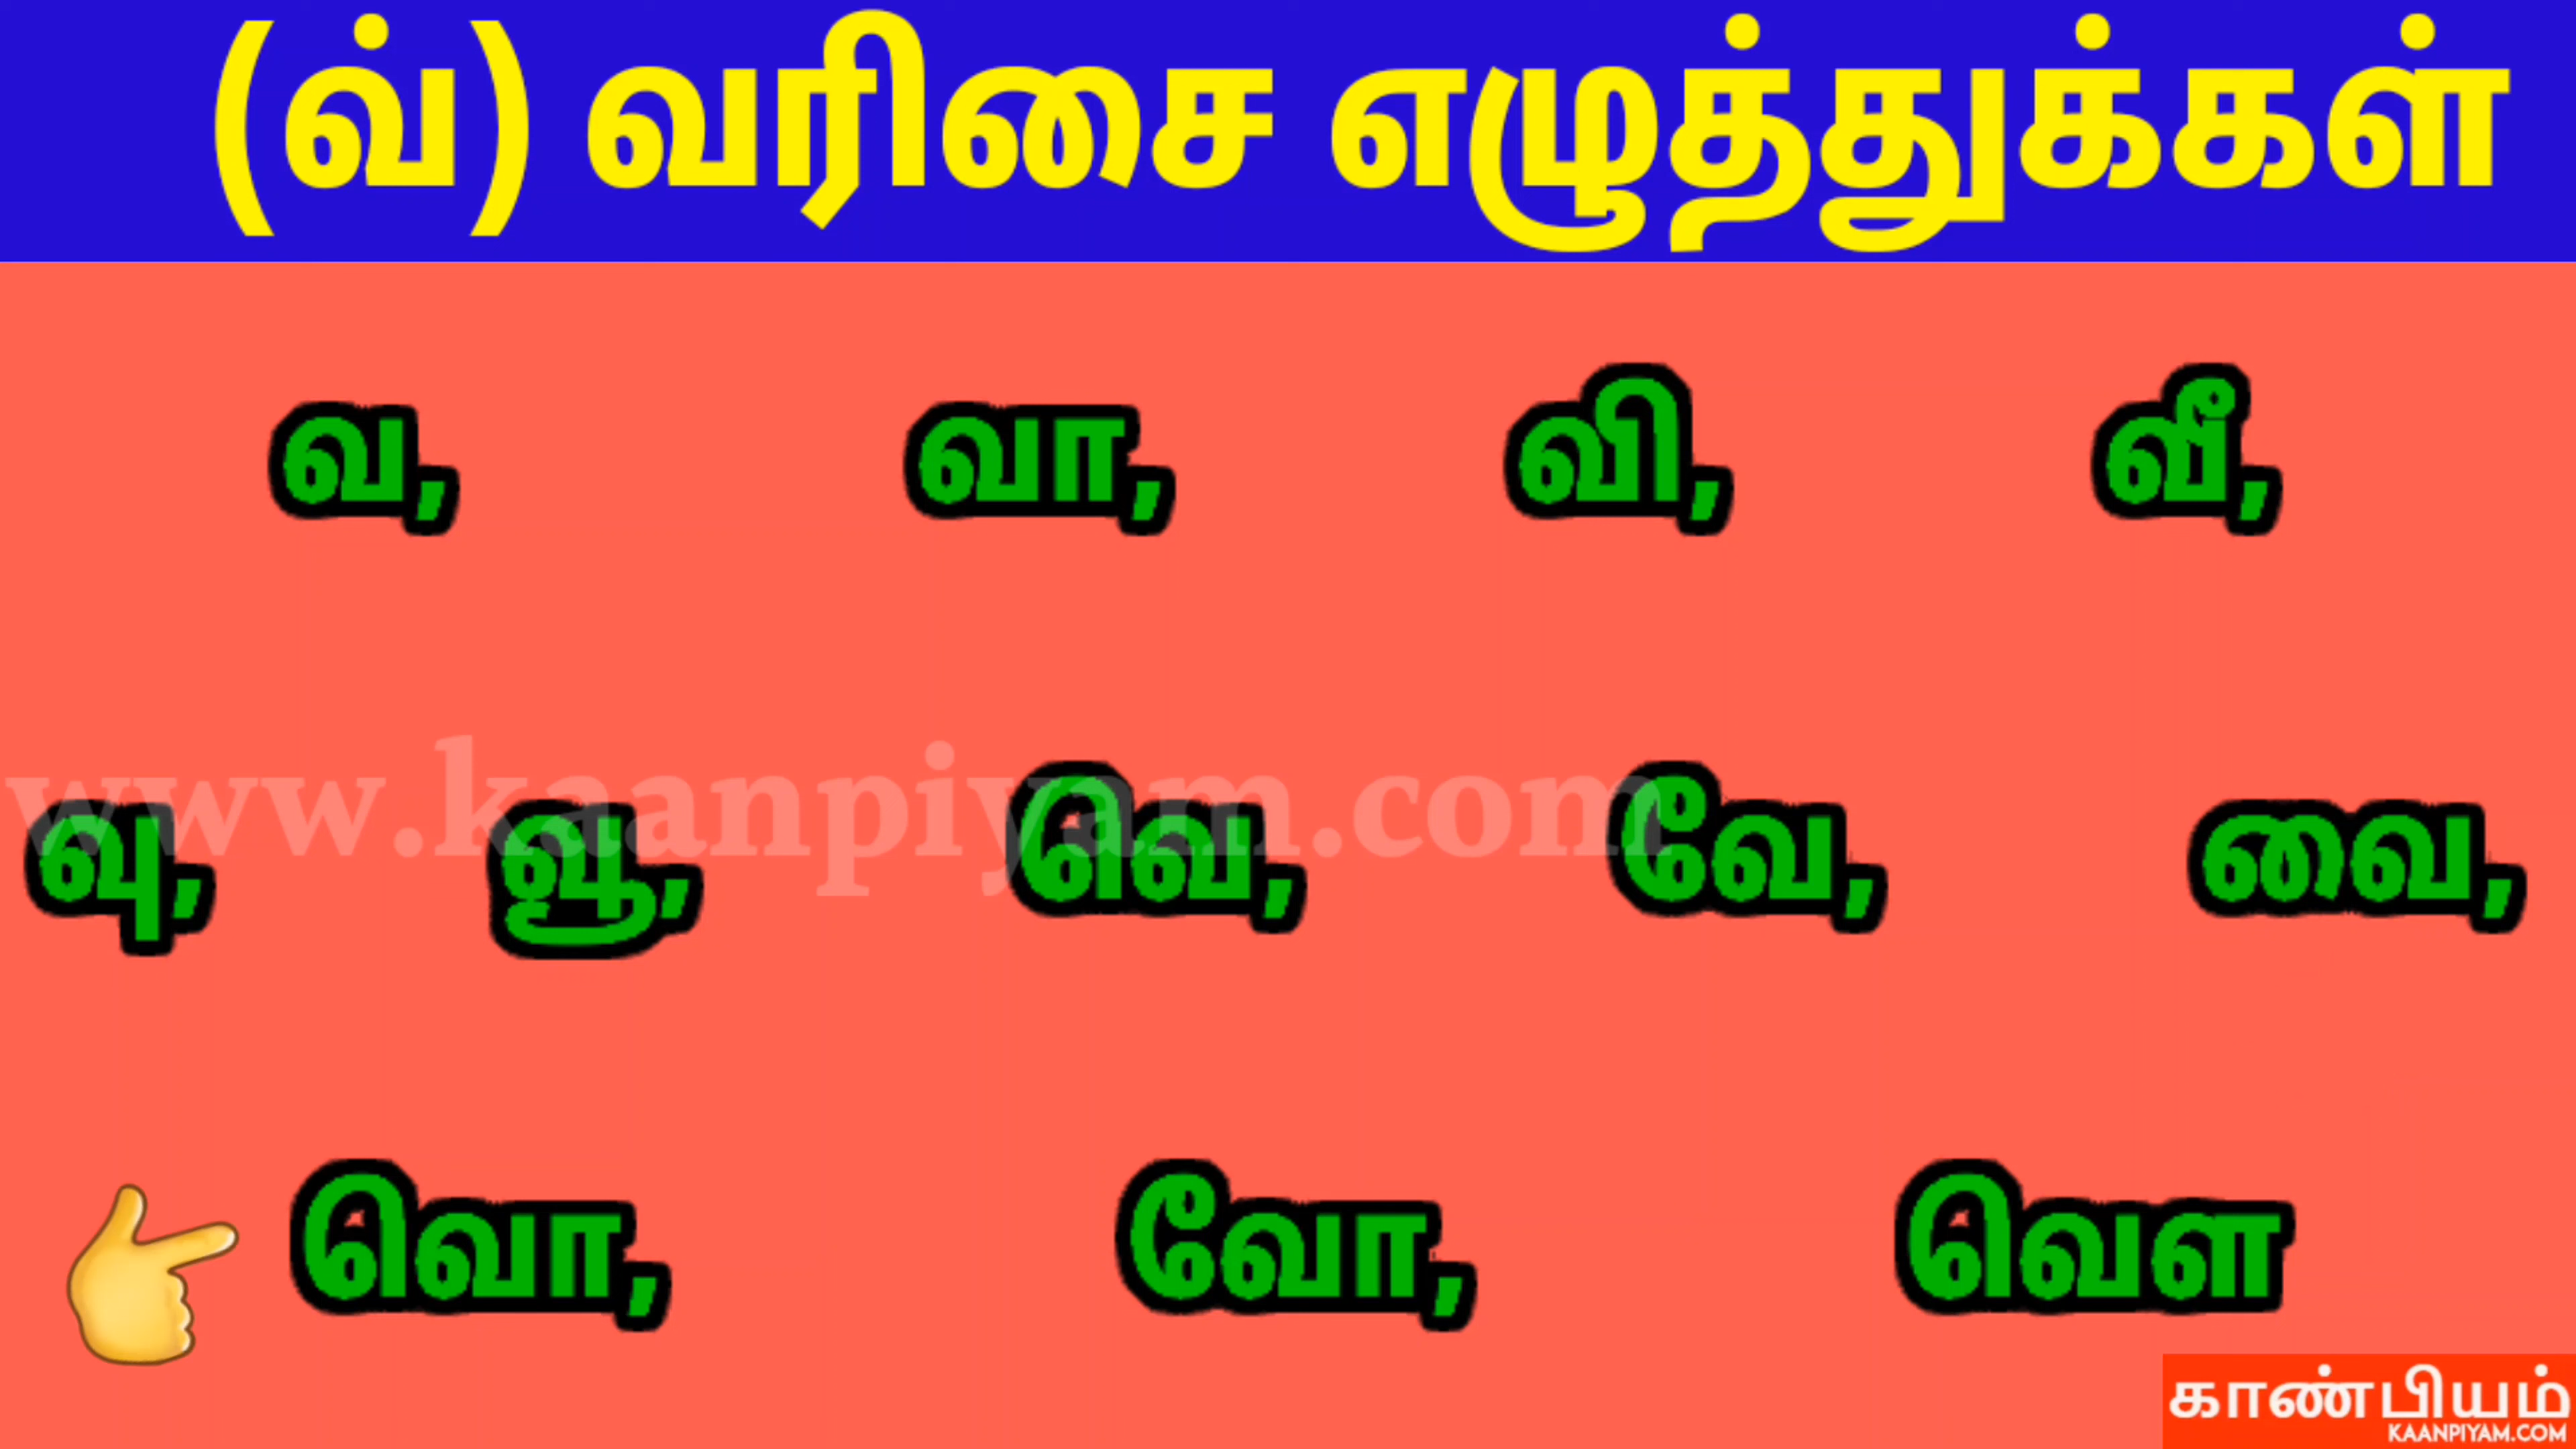 (வ்) வரிசை எழுத்துக்கள்
வ, வா, வி, வீ,
www.kaanpiyam.com
வு, வூ, வெ, வே, வை,
வொ, வோ, வௌ
காண்பியம்
KAANPIYAM.COM